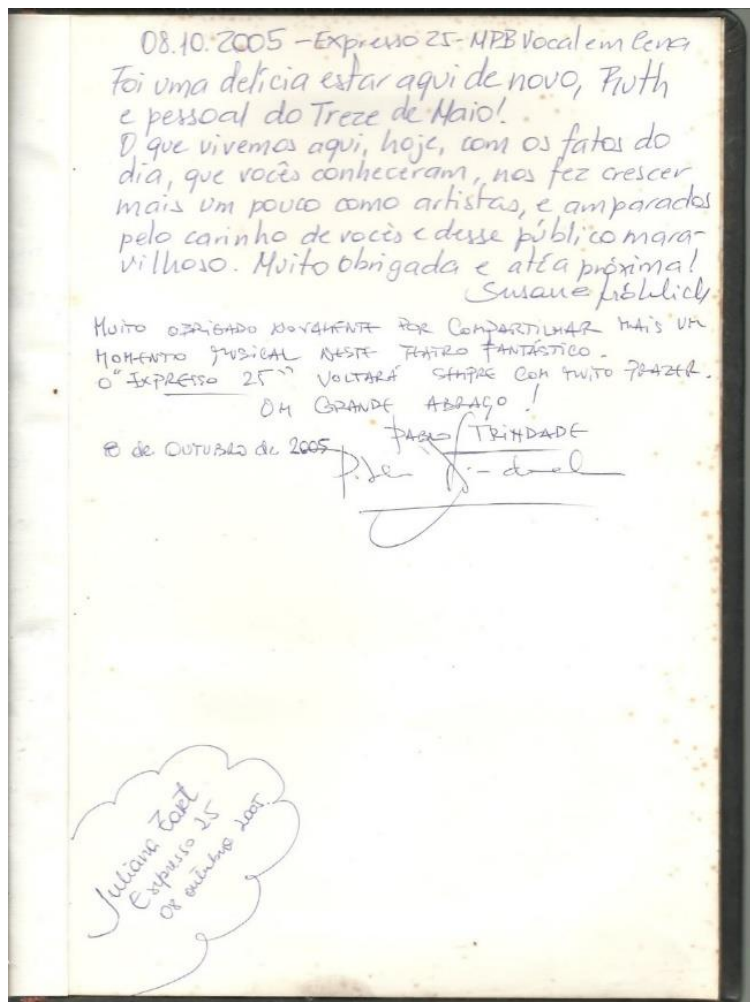 08.10.2005 - Expresso 25 - MPB Vocal em Cena
Foi uma delícia estar aqui de novo, Ruth
e pessoal do Treze de Maio!
O que vivemos aqui, hoje, com os fatos do
dia, que vocês conheceram, nos fez crescer
mais um pouco como artistas, e amparados
pelo carinho de vocês e desse público mara-
vilhoso. Muito obrigada e até a próxima!
Susane
MUITO OBRIGADO NOVAMENTE POR COMPARTILHAR MAIS UM
MOMENTO MUSICAL NESTE TEATRO FANTÁSTICO.
O "EXPRESSO 25" VOLTARÁ SEMPRE COM MUITO PRAZER.
UM GRANDE ABRAÇO!
PABLO TRINDADE
8 de OUTUBRO de 2005
Juliana
Expresso 25
08 outubro 2005